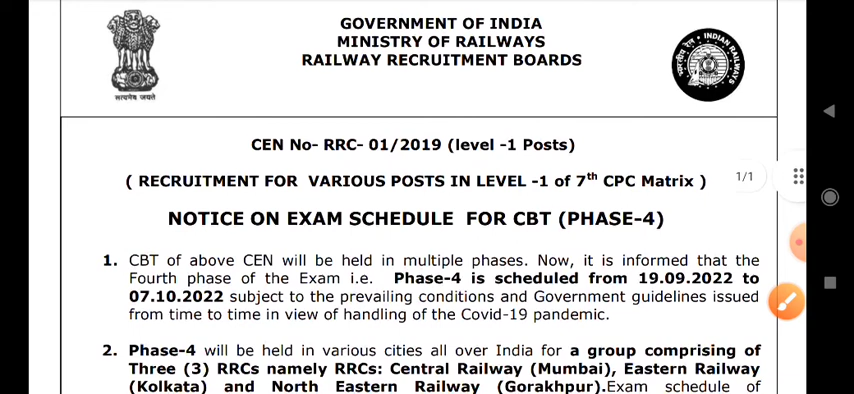 GOVERNMENT OF INDIA
MINISTRY OF RAILWAYS
RAILWAY RECRUITMENT BOARDS
सत्यमेव जयते
भारतीय रेल • INDIAN RAILWAYS
CEN No- RRC- 01/2019 (level -1 Posts)
( RECRUITMENT FOR VARIOUS POSTS IN LEVEL -1 of 7th CPC Matrix )
1/1
NOTICE ON EXAM SCHEDULE FOR CBT (PHASE-4)
1. CBT of above CEN will be held in multiple phases. Now, it is informed that the
Fourth phase of the Exam i.e. Phase-4 is scheduled from 19.09.2022 to
07.10.2022 subject to the prevailing conditions and Government guidelines issued
from time to time in view of handling of the Covid-19 pandemic.
2. Phase-4 will be held in various cities all over India for a group comprising of
Three (3) RRCs namely RRCs: Central Railway (Mumbai), Eastern Railway
(Kolkata) and North Eastern Railway (Gorakhpur).Exam schedule of